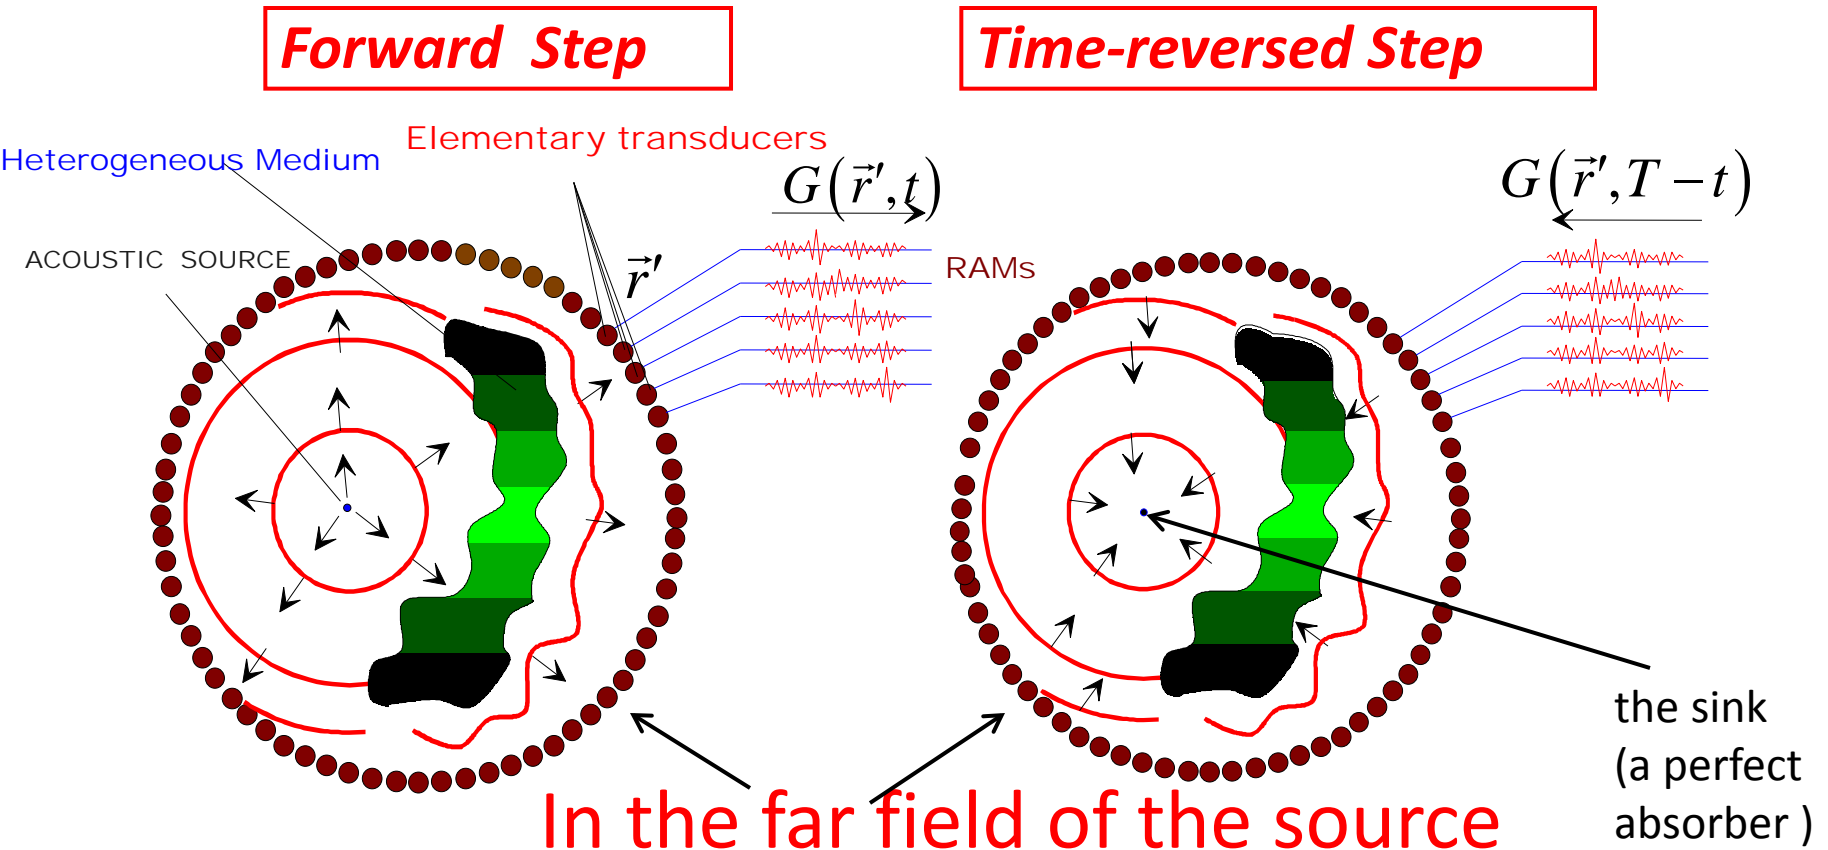 Forward Step
Time-reversed Step
Elementary transducers
Heterogeneous Medium
ACOUSTIC SOURCE
G(r⃗′,t)
G(r⃗′,T−t)
r⃗′
RAMs
the sink
(a perfect
absorber )
In the far field of the source